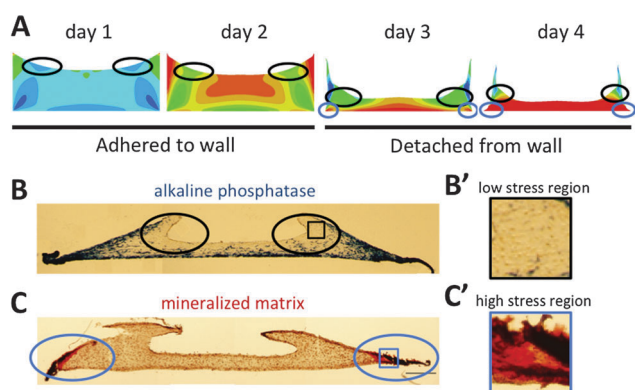 A
day 1 day 2 day 3 day 4
Adhered to wall Detached from wall
B alkaline phosphatase B’ low stress region
C mineralized matrix C’ high stress region